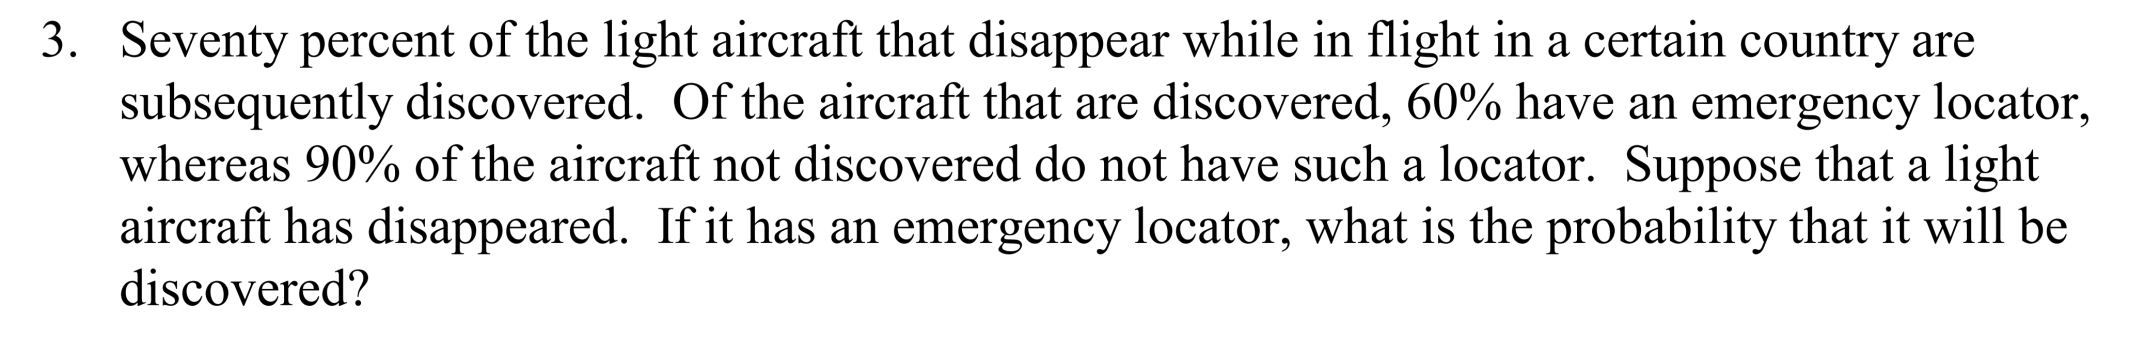 3. Seventy percent of the light aircraft that disappear while in flight in a certain country are
subsequently discovered. Of the aircraft that are discovered, 60% have an emergency locator,
whereas 90% of the aircraft not discovered do not have such a locator. Suppose that a light
aircraft has disappeared. If it has an emergency locator, what is the probability that it will be
discovered?